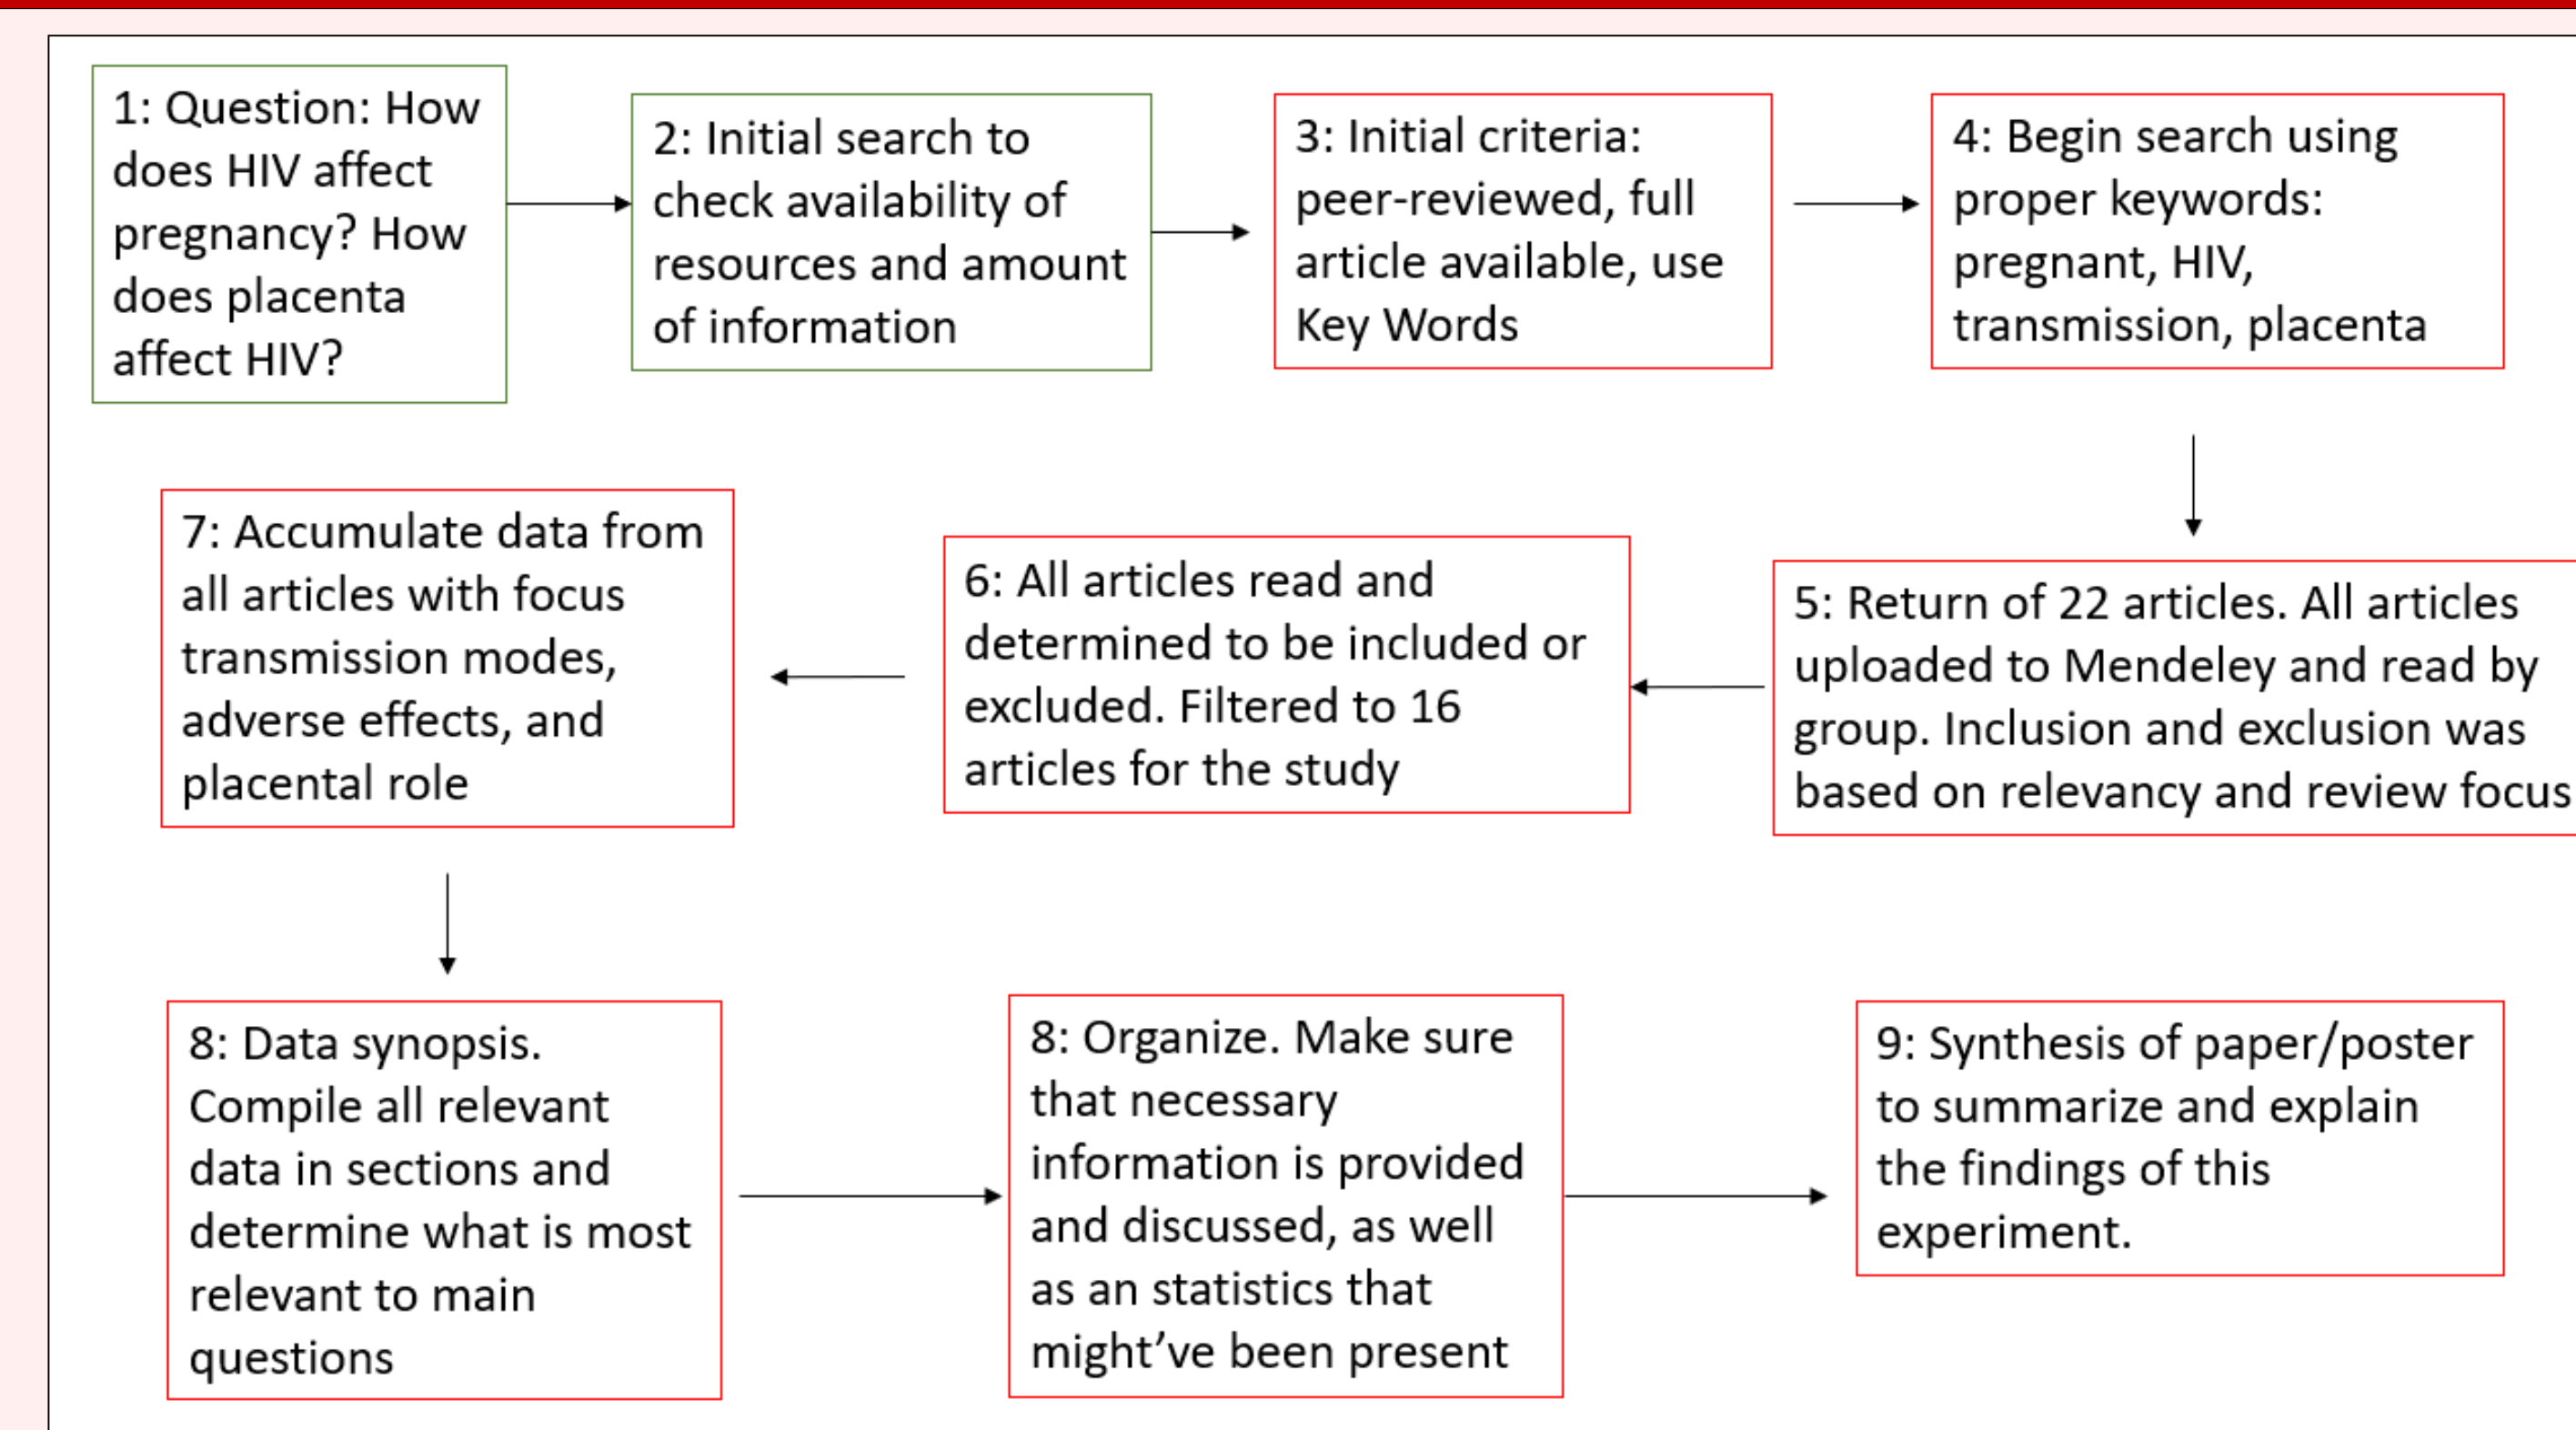 1: Question: How
does HIV affect
pregnancy? How
does placenta
affect HIV?
2: Initial search to
check availability of
resources and amount
of information
3: Initial criteria:
peer-reviewed, full
article available, use
Key Words
4: Begin search using
proper keywords:
pregnant, HIV,
transmission, placenta
5: Return of 22 articles. All articles
uploaded to Mendeley and read by
group. Inclusion and exclusion was
based on relevancy and review focus
6: All articles read and
determined to be included or
excluded. Filtered to 16
articles for the study
7: Accumulate data from
all articles with focus
transmission modes,
adverse effects, and
placental role
8: Data synopsis.
Compile all relevant
data in sections and
determine what is most
relevant to main
questions
8: Organize. Make sure
that necessary
information is provided
and discussed, as well
as an statistics that
might’ve been present
9: Synthesis of paper/poster
to summarize and explain
the findings of this
experiment.